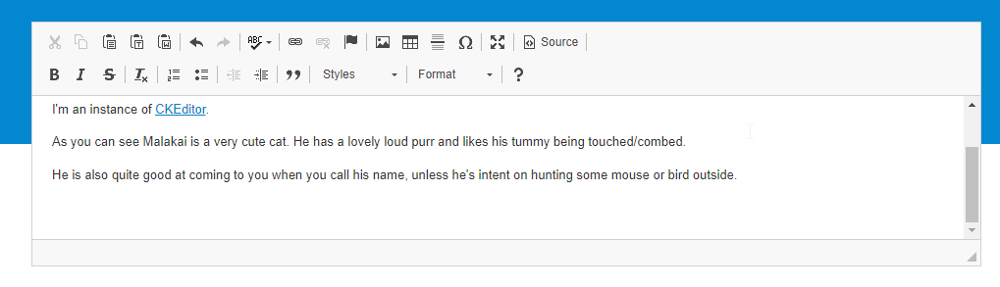 ABC
Source
B I S Tx Styles Format ?
I'm an instance of CKEditor.
As you can see Malakai is a very cute cat. He has a lovely loud purr and likes his tummy being touched/combed.
He is also quite good at coming to you when you call his name, unless he's intent on hunting some mouse or bird outside.